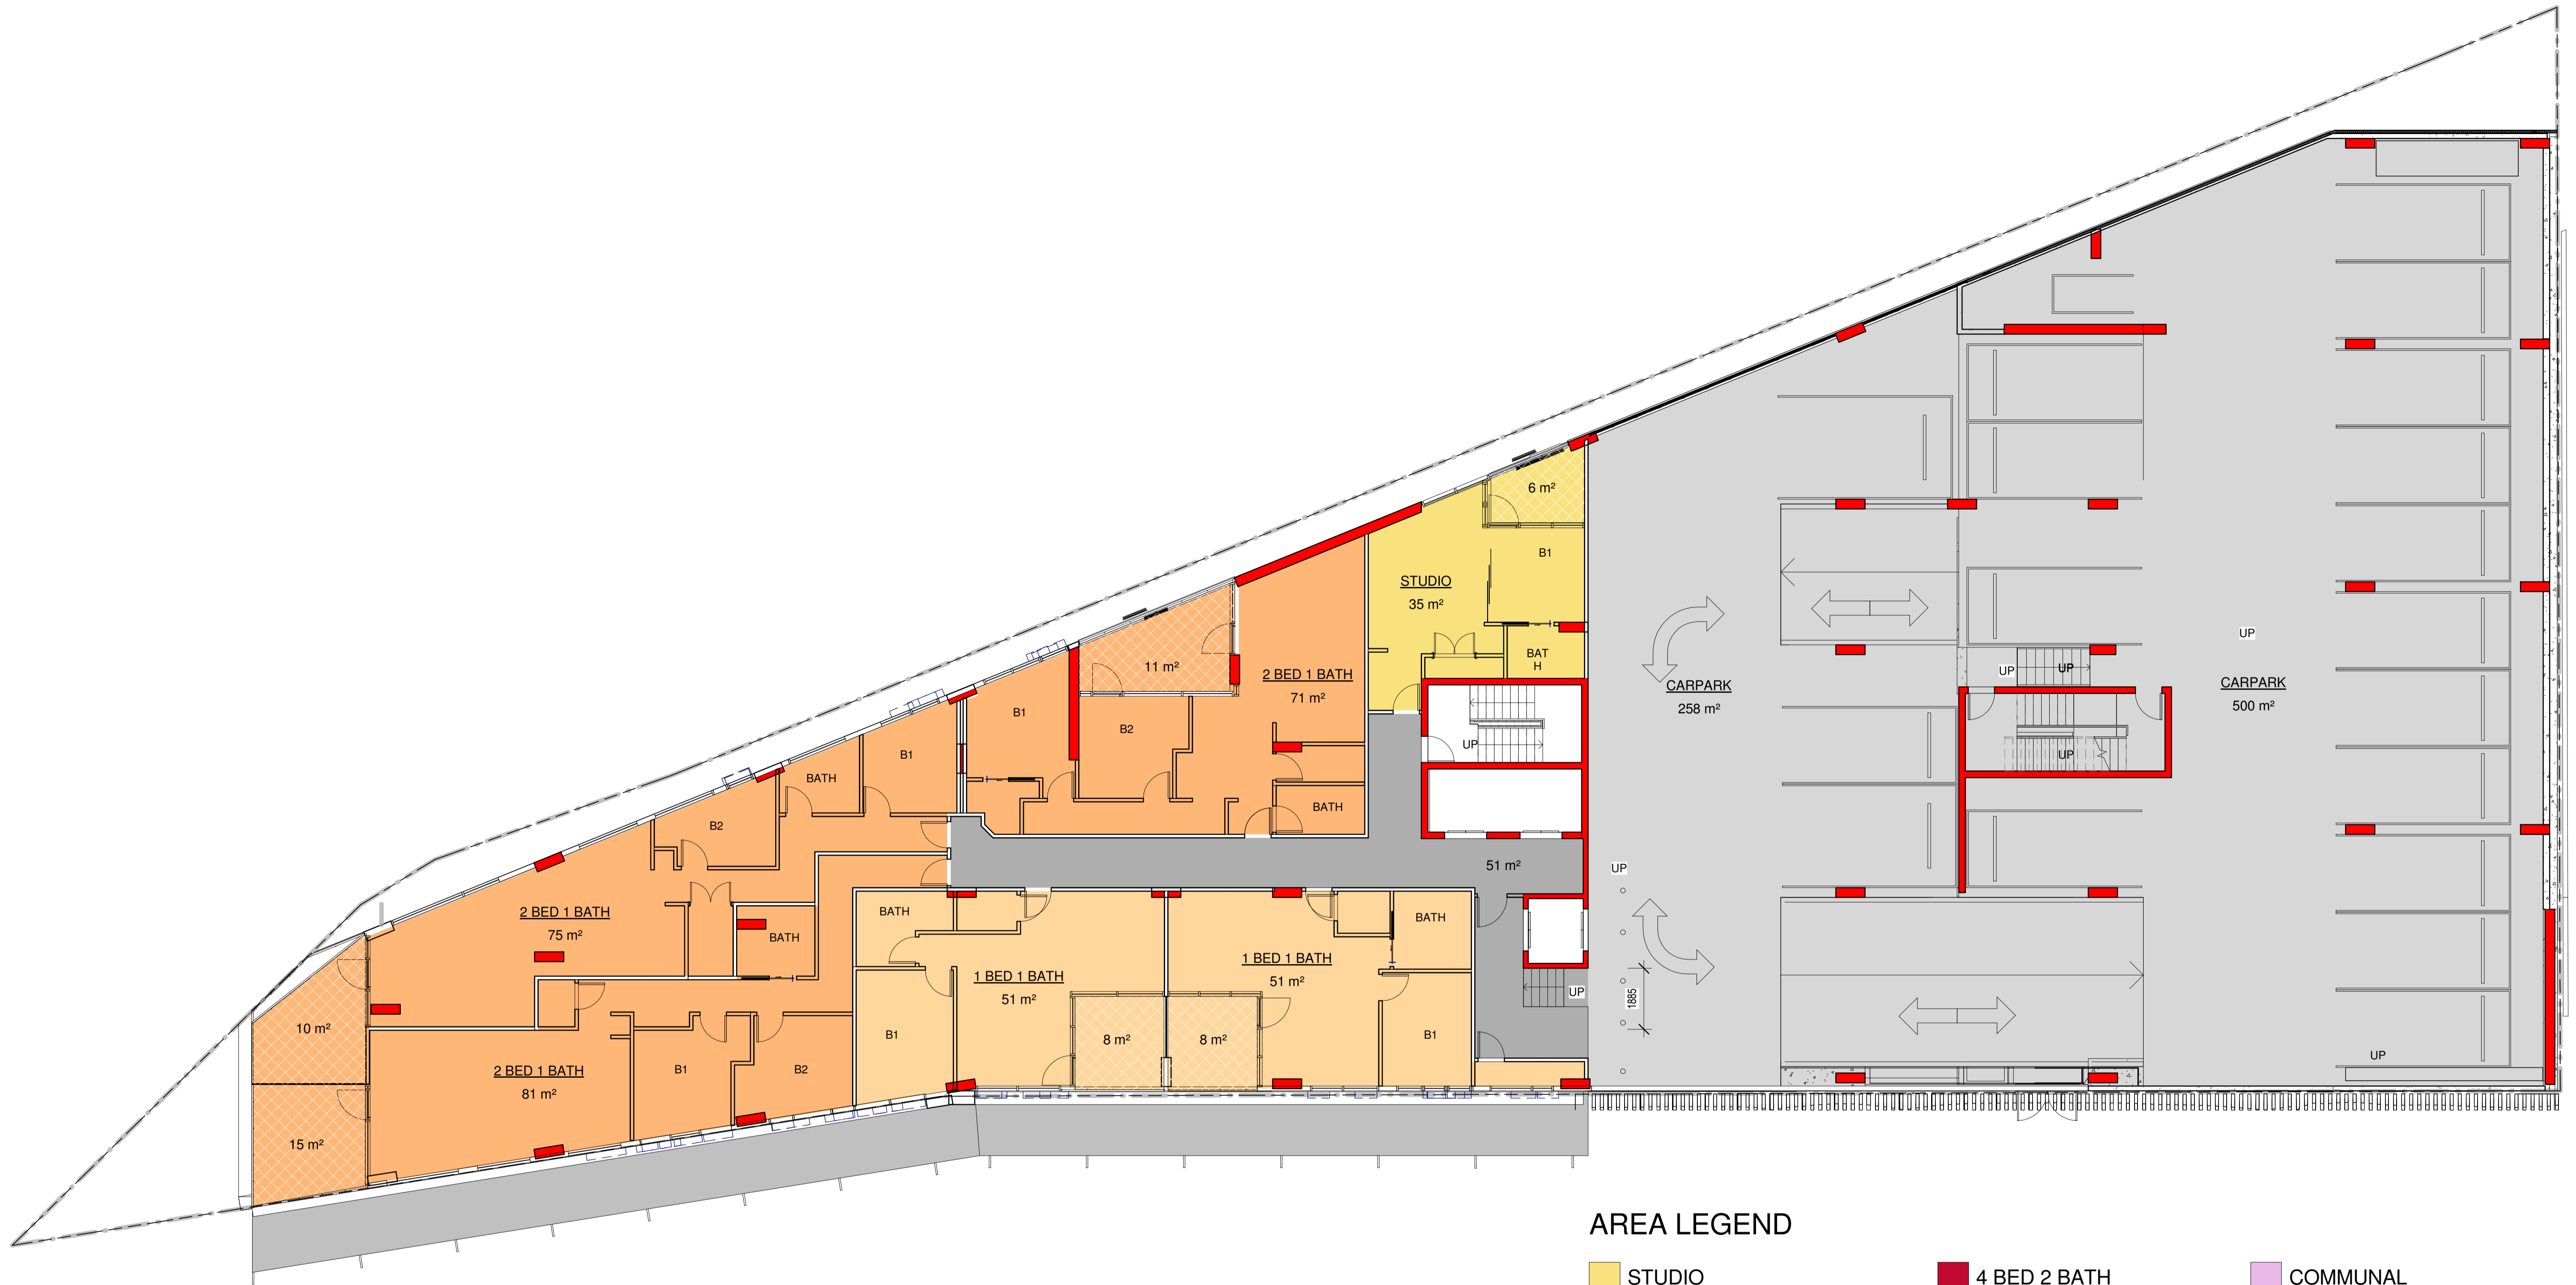 6 m²
B1
STUDIO
35 m²
BAT
H
UP
11 m²
2 BED 1 BATH
71 m²
B1
B2
BATH
UP
CARPARK
258 m²
UP
UP
UP
CARPARK
500 m²
UP
B1
BATH
B2
2 BED 1 BATH
75 m²
BATH
51 m²
UP
BATH
BATH
1 BED 1 BATH
51 m²
1 BED 1 BATH
51 m²
UP
1885
10 m²
B1
8 m²
8 m²
B1
UP
2 BED 1 BATH
81 m²
B1
B2
15 m²
AREA LEGEND
STUDIO
4 BED 2 BATH
COMMUNAL